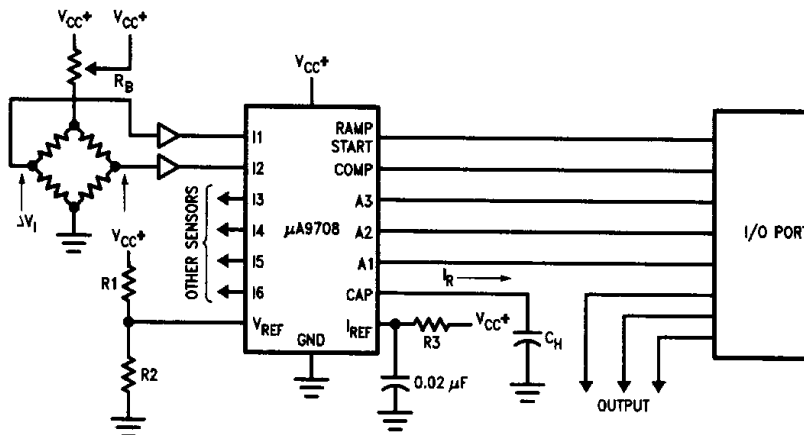 VCC+
VCC+
RB
VCC+
I1
I2
I3
I4
I5
I6
VREF
µA9708
GND
RAMP
START
COMP
A3
A2
A1
CAP
IREF
ΔVI
VCC+
R1
R2
OTHER SENSORS
IR
R3
VCC+
0.02 µF
CH
I/O PORT
OUTPUT